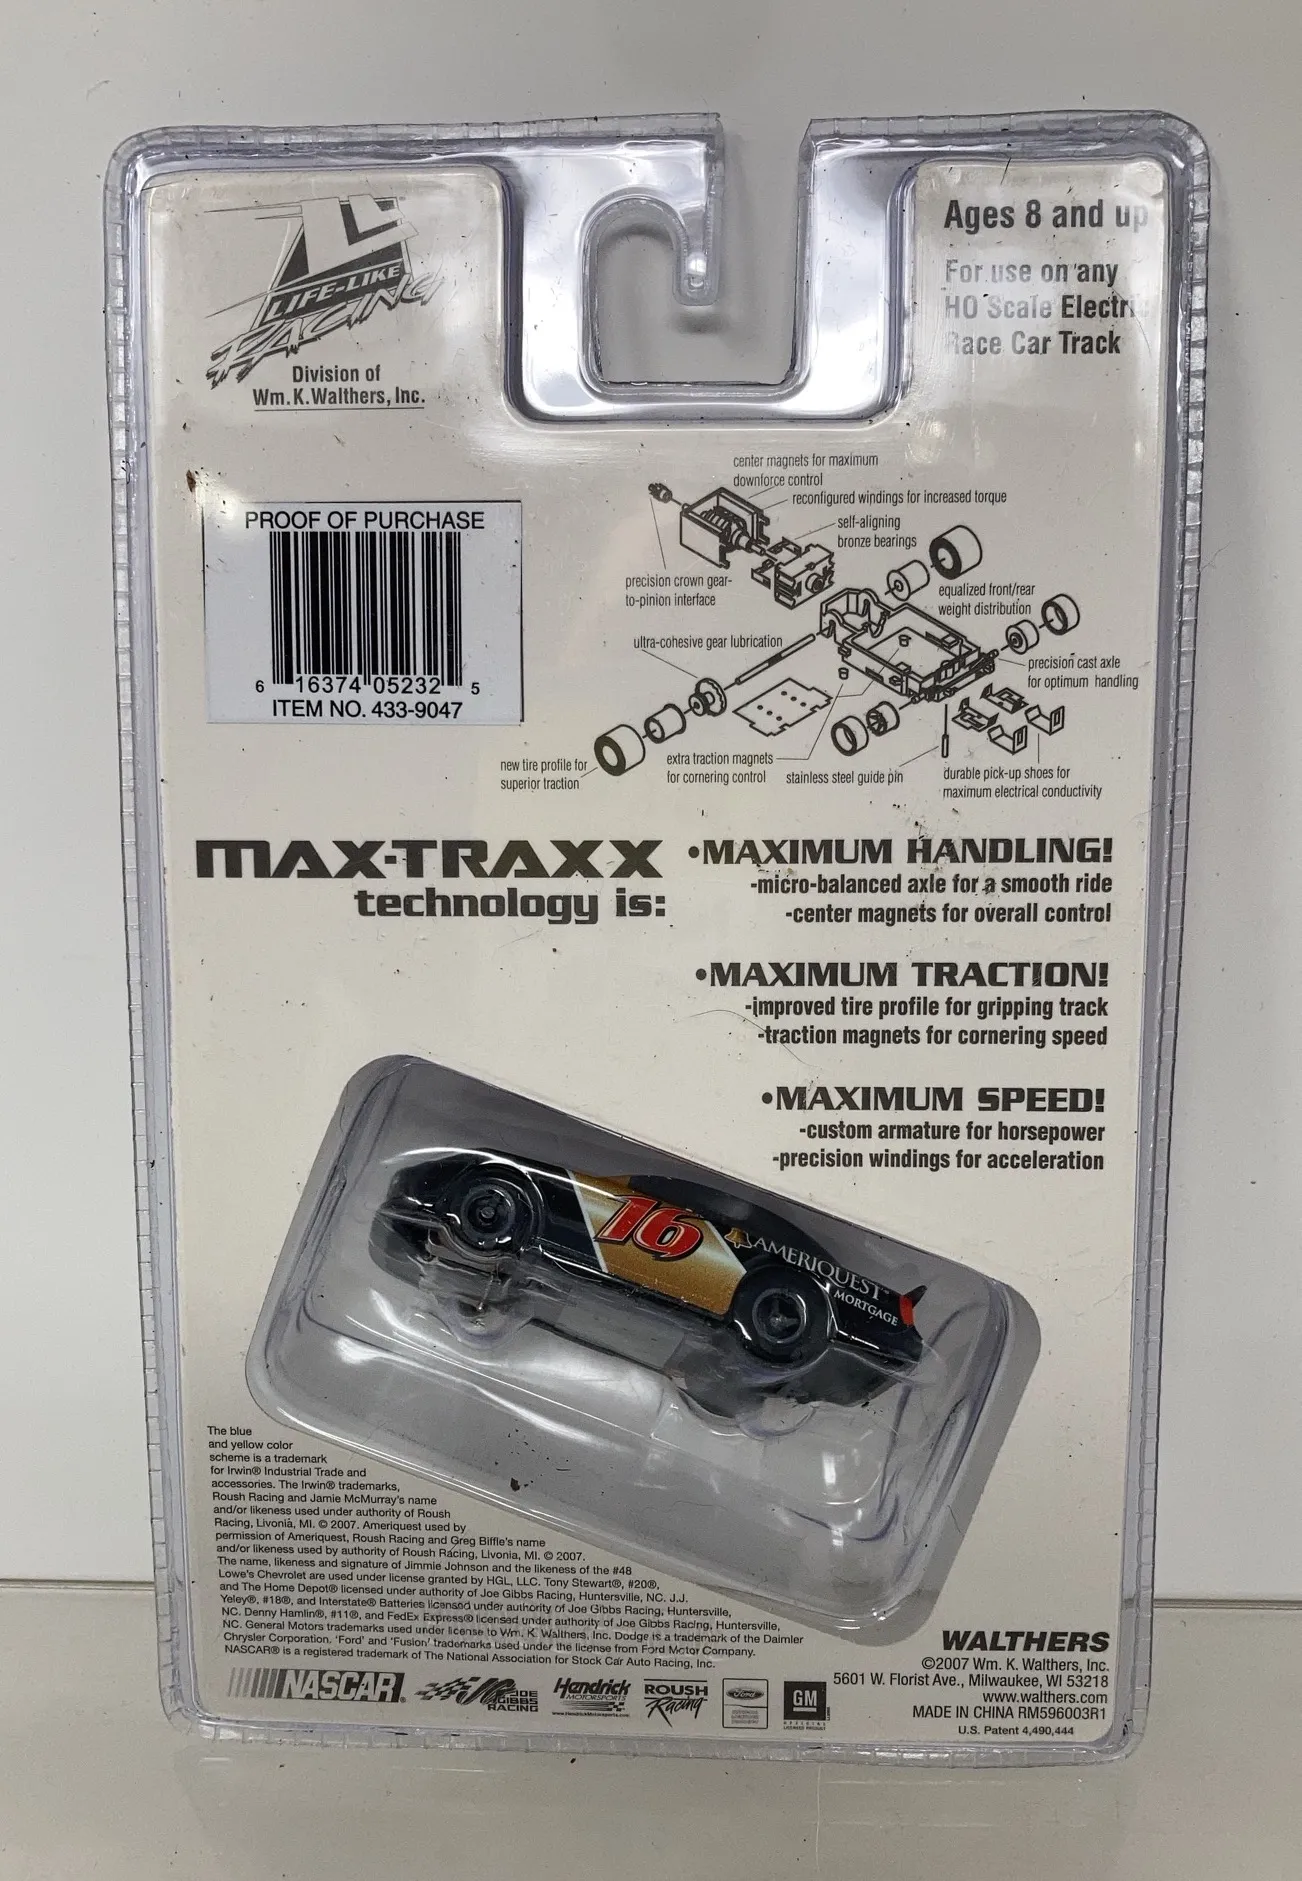 LIFE-LIKE
RACING
Division of
Wm.K.Walthers, Inc.
Ages 8 and up
For use on any
HO Scale Electric
Race Car Track
PROOF OF PURCHASE
6 16374 05232 5
ITEM NO. 433-9047
center magnets for maximum
downforce control
reconfigured windings for increased torque
self-aligning
bronze bearings
precision crown gear-
to-pinion interface
equalized front/rear
weight distribution
ultra-cohesive gear lubrication
precision cast axle
for optimum handling
new tire profile for
superior traction
extra traction magnets
for cornering control
stainless steel guide pin
durable pick-up shoes for
maximum electrical conductivity
MAX-TRAXX
technology is:
•MAXIMUM HANDLING!
-micro-balanced axle for a smooth ride
-center magnets for overall control
•MAXIMUM TRACTION!
-improved tire profile for gripping track
-traction magnets for cornering speed
•MAXIMUM SPEED!
-custom armature for horsepower
-precision windings for acceleration
16
AMERIQUEST
MORTGAGE
The blue
and yellow color
scheme is a trademark
for Irwin® Industrial Trade and
accessories. The Irwin® trademarks,
Roush Racing and Jamie McMurray's name
and/or likeness used under authority of Roush
Racing, Livonia, MI. © 2007. Ameriquest used by
permission of Ameriquest, Roush Racing and Greg Biffle's name
and/or likeness used by authority of Roush Racing, Livonia, MI. © 2007.
The name, likeness and signature of Jimmie Johnson and the likeness of the #48
Lowe's Chevrolet are used under license granted by HGL, LLC. Tony Stewart®, #20®,
and The Home Depot® licensed under authority of Joe Gibbs Racing, Huntersville, NC. J.J.
Yeley®, #18®, and Interstate® Batteries licensed under authority of Joe Gibbs Racing, Huntersville,
NC. Denny Hamlin®, #11®, and FedEx Express® licensed under authority of Joe Gibbs Racing, Huntersville,
NC. General Motors trademarks used under license to Wm. K. Walthers, Inc. Dodge is a trademark of the Daimler
Chrysler Corporation. 'Ford' and 'Fusion' trademarks used under the license from Ford Motor Company.
NASCAR® is a registered trademark of The National Association for Stock Car Auto Racing, Inc.
NASCAR®
JOE
GIBBS
RACING
Hendrick
MOTORSPORTS
www.HendrickMotorsports.com
ROUSH
Racing
Ford
GM
OFFICIAL
LICENSED PRODUCT
WALTHERS
©2007 Wm. K. Walthers, Inc.
5601 W. Florist Ave., Milwaukee, WI 53218
www.walthers.com
MADE IN CHINA RM596003R1
U.S. Patent 4,490,444